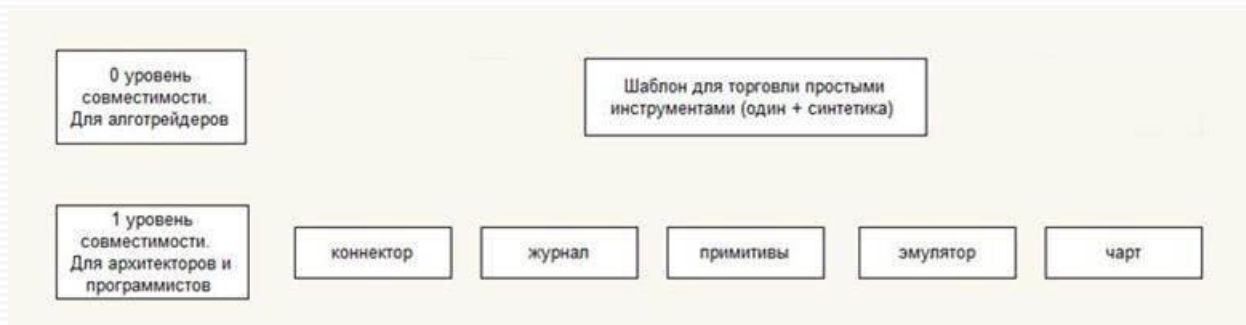 0 уровень
совместимости.
Для алготрейдеров
Шаблон для торговли простыми
инструментами (один + синтетика)
1 уровень
совместимости.
Для архитекторов и
программистов
коннектор
журнал
примитивы
эмулятор
чарт